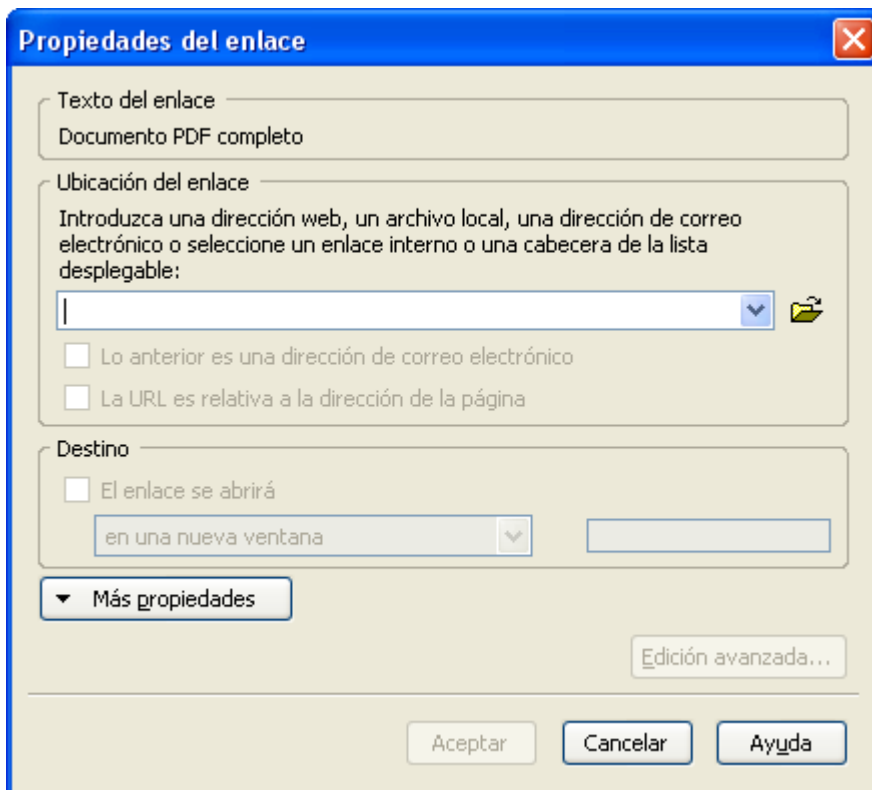 Propiedades del enlace
Texto del enlace
Documento PDF completo
Ubicación del enlace
Introduzca una dirección web, un archivo local, una dirección de correo
electrónico o seleccione un enlace interno o una cabecera de la lista
desplegable:
Lo anterior es una dirección de correo electrónico
La URL es relativa a la dirección de la página
Destino
El enlace se abrirá
en una nueva ventana
Más propiedades
Edición avanzada...
Aceptar Cancelar Ayuda